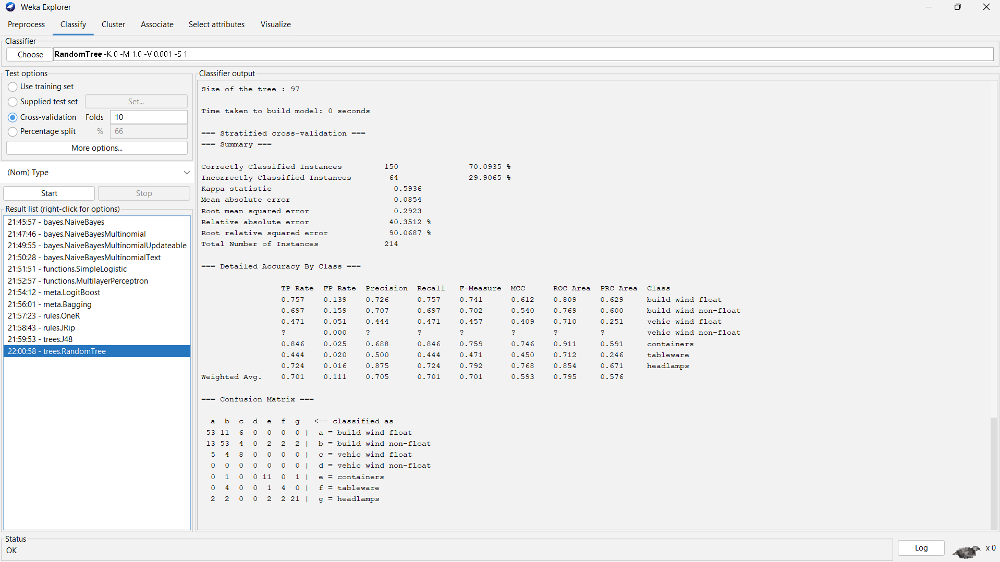 Weka Explorer
Preprocess Classify Cluster Associate Select attributes Visualize
Classifier
Choose RandomTree -K 0 -M 1.0 -V 0.001 -S 1
Test options
Use training set
Supplied test set Set...
Cross-validation Folds 10
Percentage split % 66
More options...
(Nom) Type
Start Stop
Result list (right-click for options)
21:45:57 - bayes.NaiveBayes
21:47:46 - bayes.NaiveBayesMultinomial
21:49:55 - bayes.NaiveBayesMultinomialUpdateable
21:50:28 - bayes.NaiveBayesMultinomialText
21:51:51 - functions.SimpleLogistic
21:52:57 - functions.MultilayerPerceptron
21:54:12 - meta.LogitBoost
21:56:01 - meta.Bagging
21:57:23 - rules.OneR
21:58:43 - rules.JRip
21:59:53 - trees.J48
22:00:58 - trees.RandomTree
Classifier output
Size of the tree : 97
Time taken to build model: 0 seconds
=== Stratified cross-validation ===
=== Summary ===
Correctly Classified Instances 150 70.0935 %
Incorrectly Classified Instances 64 29.9065 %
Kappa statistic 0.5936
Mean absolute error 0.0854
Root mean squared error 0.2923
Relative absolute error 40.3512 %
Root relative squared error 90.0687 %
Total Number of Instances 214
=== Detailed Accuracy By Class ===
TP Rate FP Rate Precision Recall F-Measure MCC ROC Area PRC Area Class
0.757 0.139 0.726 0.757 0.741 0.612 0.809 0.629 build wind float
0.697 0.159 0.707 0.697 0.702 0.540 0.769 0.600 build wind non-float
0.471 0.051 0.444 0.471 0.457 0.409 0.710 0.251 vehic wind float
? 0.000 ? ? ? ? ? ? vehic wind non-float
0.846 0.025 0.688 0.846 0.759 0.746 0.911 0.591 containers
0.444 0.020 0.500 0.444 0.471 0.450 0.712 0.246 tableware
0.724 0.016 0.875 0.724 0.792 0.768 0.854 0.671 headlamps
Weighted Avg. 0.701 0.111 0.705 0.701 0.701 0.593 0.795 0.576
=== Confusion Matrix ===
a b c d e f g <-- classified as
53 11 6 0 0 0 0 | a = build wind float
13 53 4 0 2 2 2 | b = build wind non-float
5 4 8 0 0 0 0 | c = vehic wind float
0 0 0 0 0 0 0 | d = vehic wind non-float
0 1 0 0 11 0 1 | e = containers
0 4 0 0 1 4 0 | f = tableware
2 2 0 0 2 2 21 | g = headlamps
Status
OK
Log
x 0